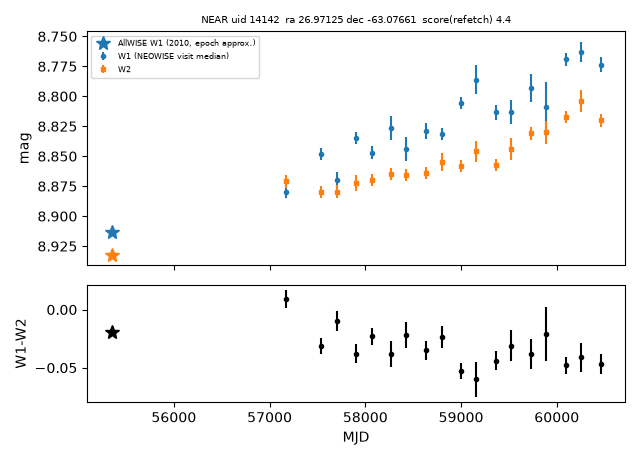 NEAR uid 14142  ra 26.97125 dec -63.07661  score(refetch) 4.4
AllWISE W1 (2010, epoch approx.)
W1 (NEOWISE visit median)
W2
8.750
8.775
8.800
8.825
8.850
8.875
8.900
8.925
mag
0.00
−0.05
W1-W2
56000
57000
58000
59000
60000
MJD